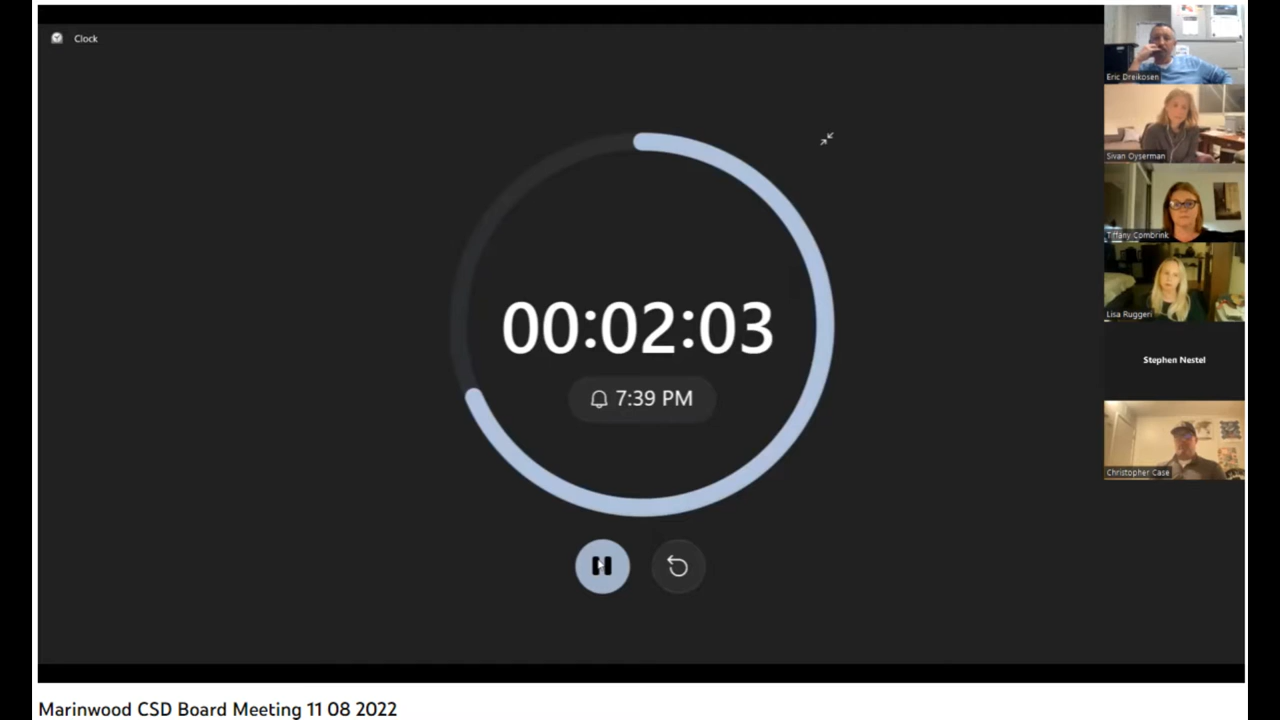 Clock
00:02:03
7:39 PM
Eric Dreikosen
Sivan Oyserman
Tiffany Combrink
Lisa Ruggeri
Stephen Nestel
Christopher Case
Marinwood CSD Board Meeting 11 08 2022